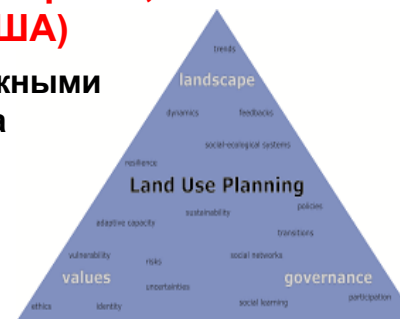 США)
жными
а
trends
landscape
dynamics feedbacks
social-ecological systems
resilience
Land Use Planning
policies
sustainability
adaptive capacity
transitions
vulnerability
social networks
risks
values
governance
uncertainties
participation
ethics
identity
social learning